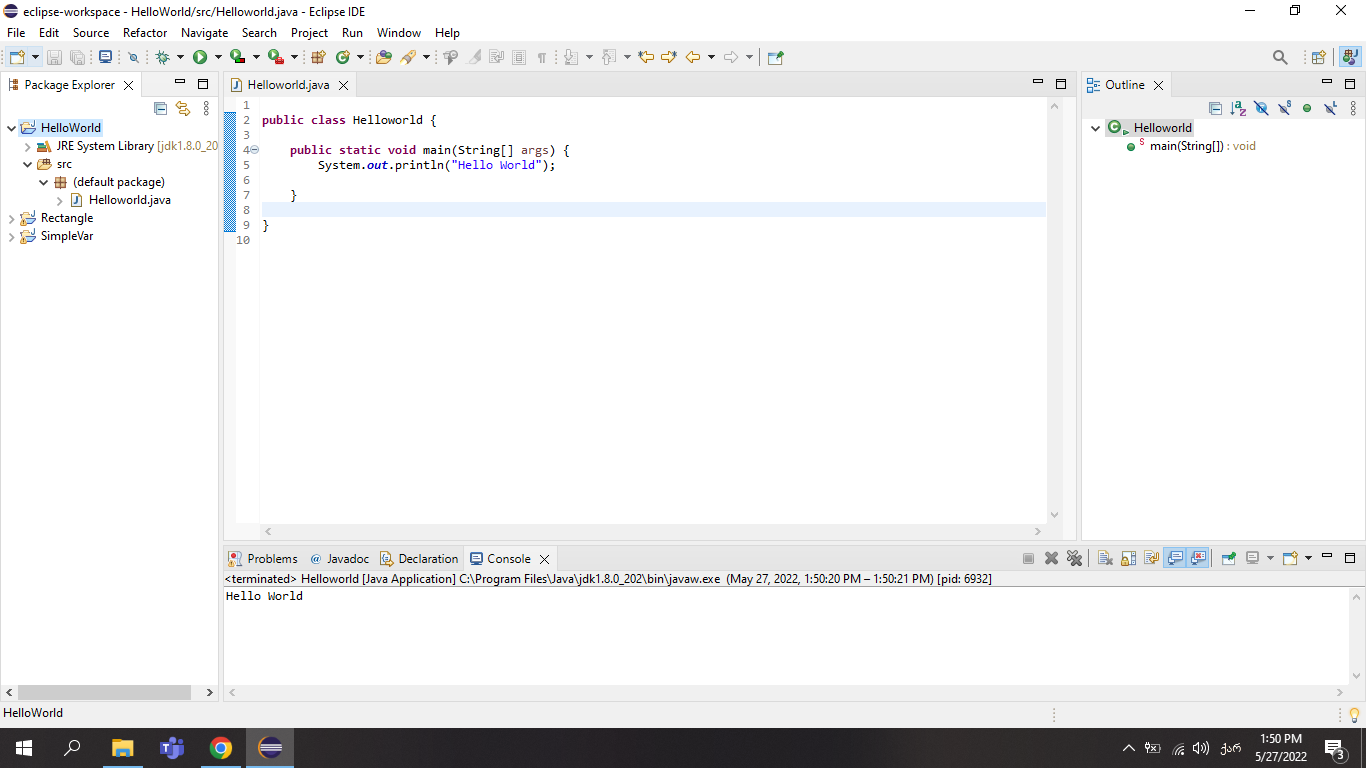 eclipse-workspace - HelloWorld/src/Helloworld.java - Eclipse IDE
File Edit Source Refactor Navigate Search Project Run Window Help
Package Explorer
HelloWorld
JRE System Library [jdk1.8.0_20
src
(default package)
Helloworld.java
Rectangle
SimpleVar
Helloworld.java
1
2 public class Helloworld {
3
4 public static void main(String[] args) {
5 System.out.println("Hello World");
6
7 }
8
9 }
10
Outline
Helloworld
main(String[]) : void
Problems @ Javadoc Declaration Console
<terminated> Helloworld [Java Application] C:\Program Files\Java\jdk1.8.0_202\bin\javaw.exe (May 27, 2022, 1:50:20 PM – 1:50:21 PM) [pid: 6932]
Hello World
HelloWorld
ქარ
1:50 PM
5/27/2022
3